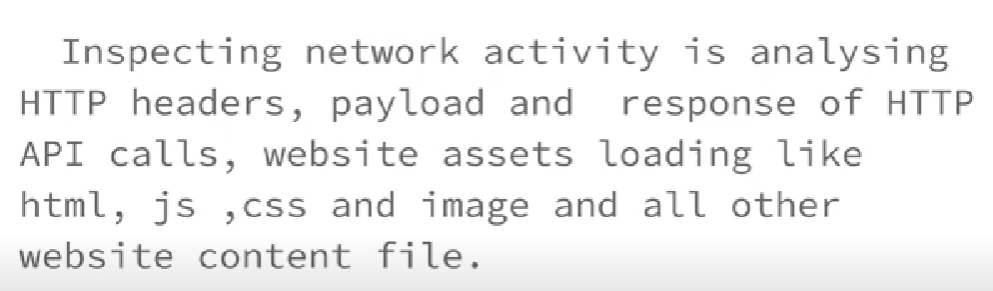 Inspecting network activity is analysing
HTTP headers, payload and  response of HTTP
API calls, website assets loading like
html, js ,css and image and all other
website content file.